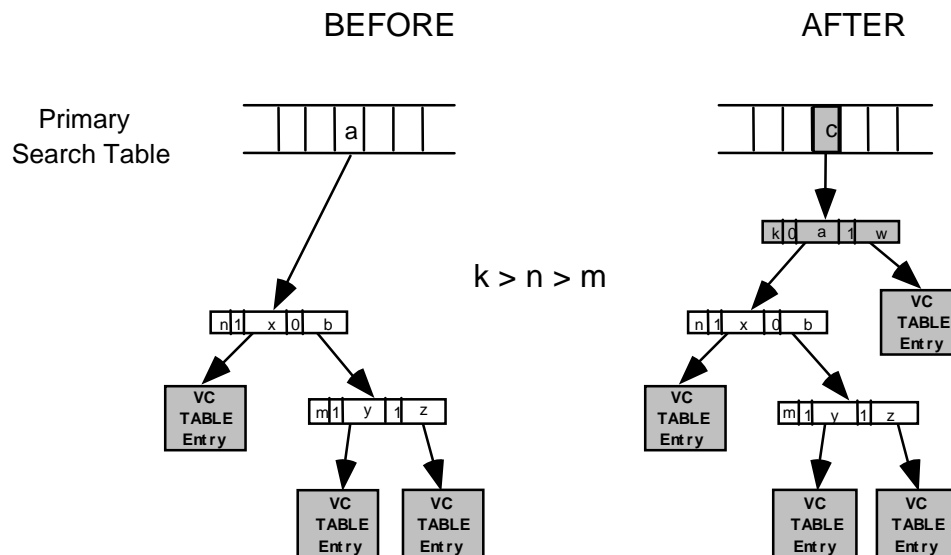 BEFORE
AFTER
Primary
Search Table
a
c
k 0 a 1 w
k > n > m
n 1 x 0 b
n 1 x 0 b
VC
TABLE
Entry
VC
TABLE
Entry
m 1 y 1 z
VC
TABLE
Entry
m 1 y 1 z
VC
TABLE
Entry
VC
TABLE
Entry
VC
TABLE
Entry
VC
TABLE
Entry